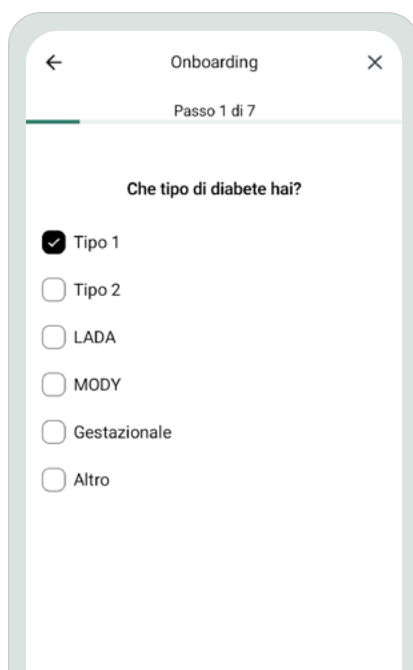 Onboarding
Passo 1 di 7
Che tipo di diabete hai?
Tipo 1
Tipo 2
LADA
MODY
Gestazionale
Altro